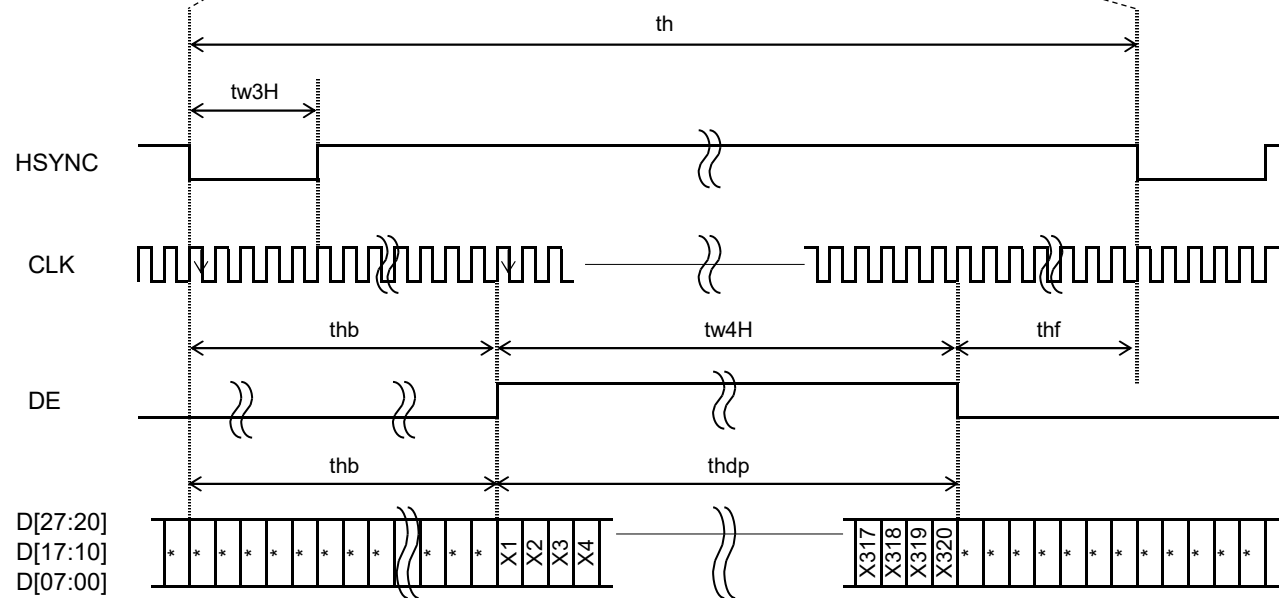 th
tw3H
HSYNC
CLK
thb tw4H thf
DE
thb thdp
D[27:20]
D[17:10]
D[07:00]
* * * * * * * * * * * * X1 X2 X3 X4 X317 X318 X319 X320 * * * * * * * * * * * *